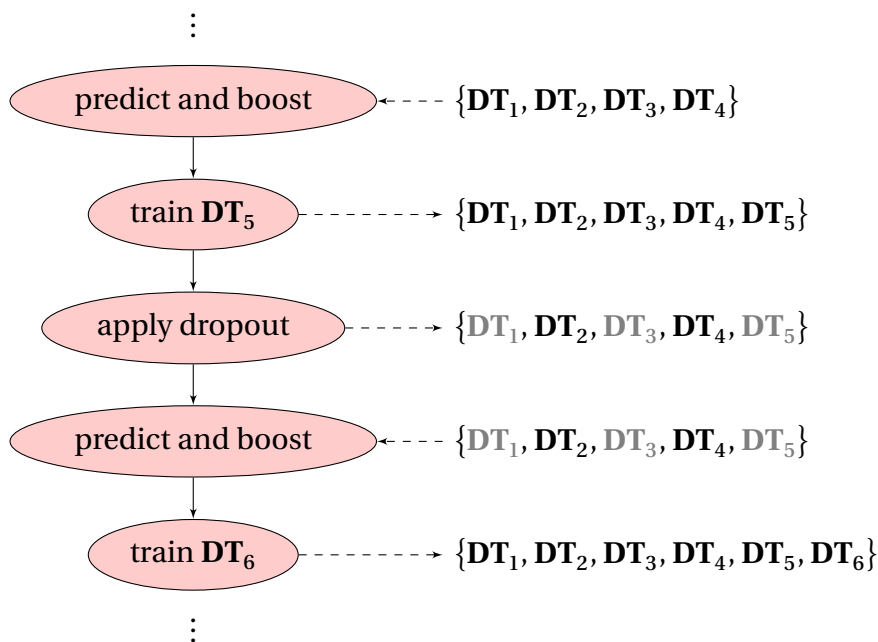 ⋮
predict and boost {DT₁, DT₂, DT₃, DT₄}
train DT₅ {DT₁, DT₂, DT₃, DT₄, DT₅}
apply dropout {DT₁, DT₂, DT₃, DT₄, DT₅}
predict and boost {DT₁, DT₂, DT₃, DT₄, DT₅}
train DT₆ {DT₁, DT₂, DT₃, DT₄, DT₅, DT₆}
⋮